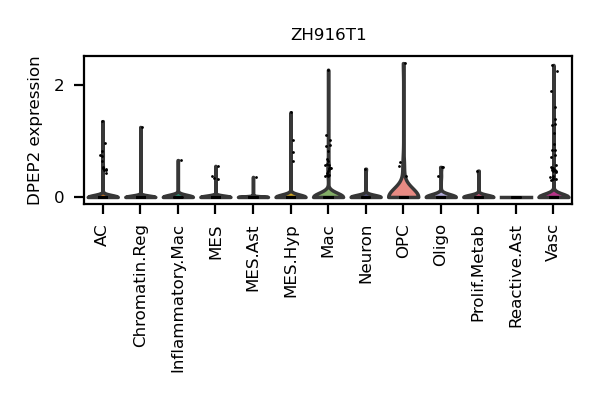 ZH916T1
DPEP2 expression
2
0
AC
Chromatin.Reg
Inflammatory.Mac
MES
MES.Ast
MES.Hyp
Mac
Neuron
OPC
Oligo
Prolif.Metab
Reactive.Ast
Vasc